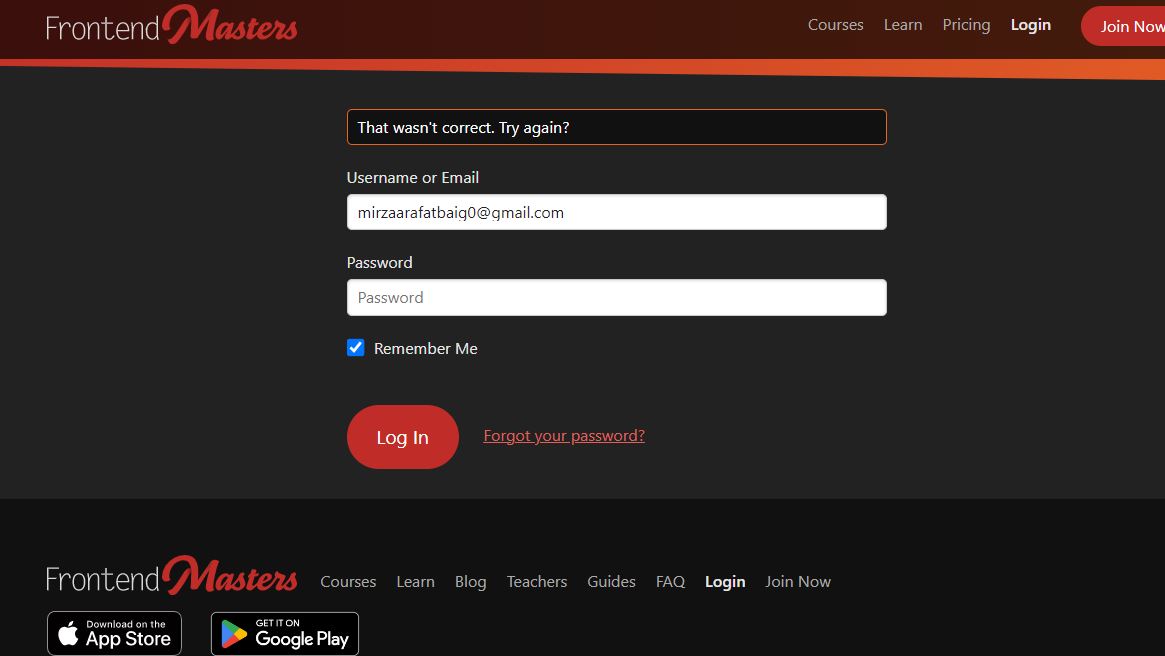 Frontend Masters
Courses Learn Pricing Login Join Now
That wasn't correct. Try again?
Username or Email
mirzaarafatbaig0@gmail.com
Password
Password
Remember Me
Log In Forgot your password?
Frontend Masters Courses Learn Blog Teachers Guides FAQ Login Join Now
Download on the
App Store
GET IT ON
Google Play